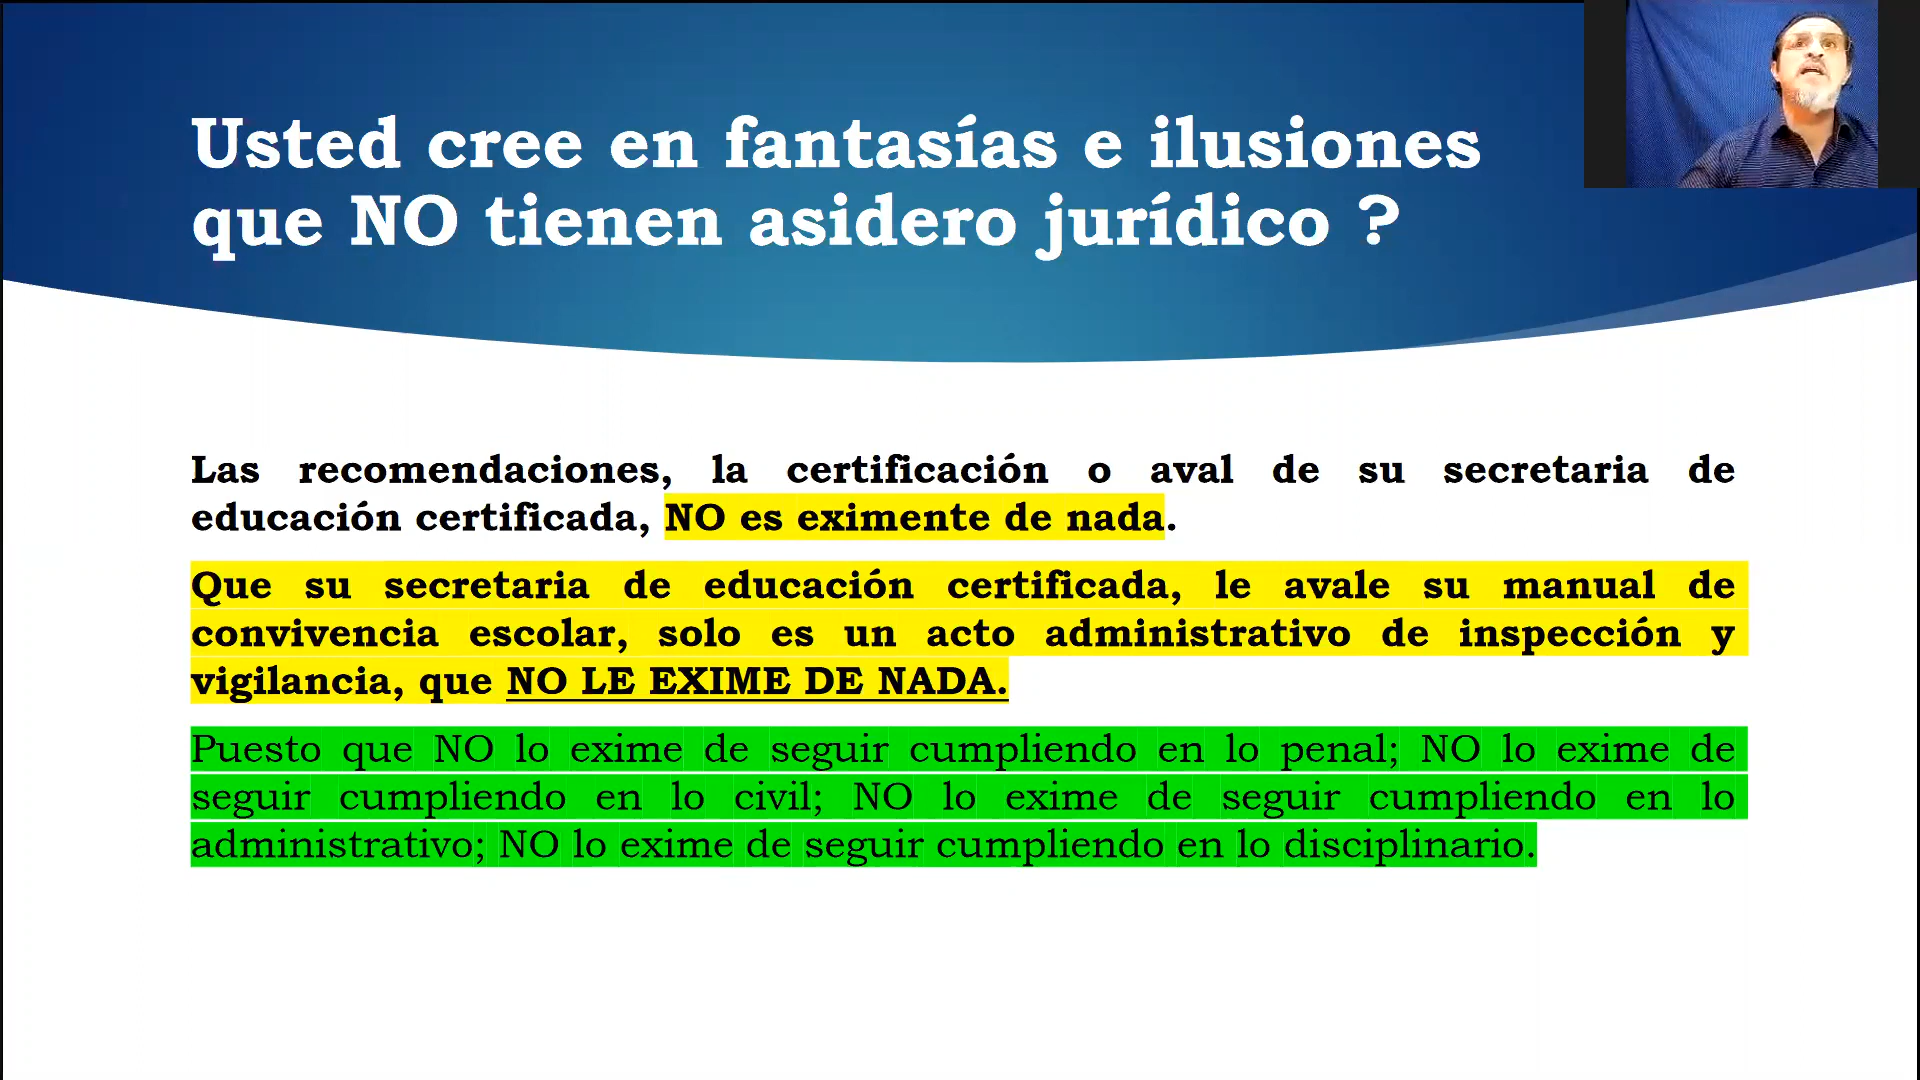 Usted cree en fantasías e ilusiones
que NO tienen asidero jurídico ?
Las recomendaciones, la certificación o aval de su secretaria de
educación certificada, NO es eximente de nada.
Que su secretaria de educación certificada, le avale su manual de
convivencia escolar, solo es un acto administrativo de inspección y
vigilancia, que NO LE EXIME DE NADA.
Puesto que NO lo exime de seguir cumpliendo en lo penal; NO lo exime de
seguir cumpliendo en lo civil; NO lo exime de seguir cumpliendo en lo
administrativo; NO lo exime de seguir cumpliendo en lo disciplinario.